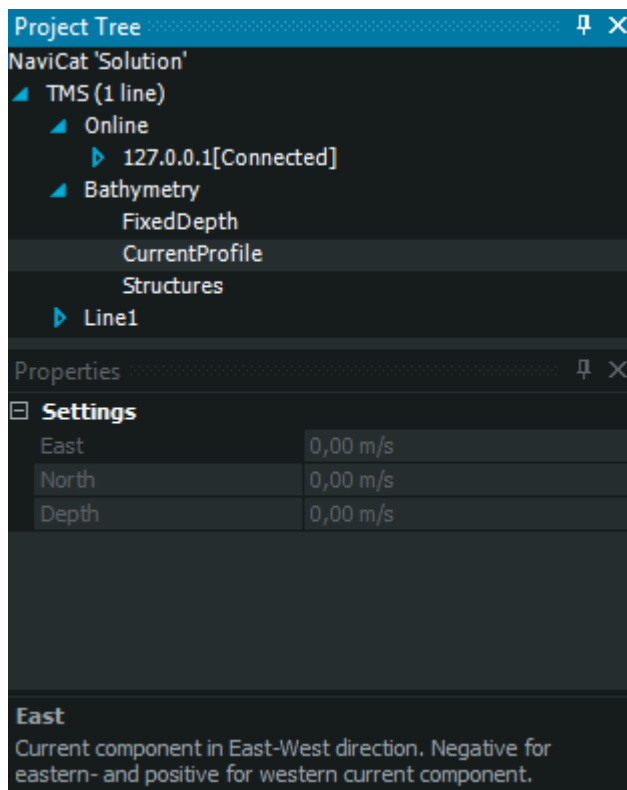 Project Tree
NaviCat 'Solution'
TMS (1 line)
Online
127.0.0.1[Connected]
Bathymetry
FixedDepth
CurrentProfile
Structures
Line1
Properties
Settings
East 0,00 m/s
North 0,00 m/s
Depth 0,00 m/s
East
Current component in East-West direction. Negative for
eastern- and positive for western current component.